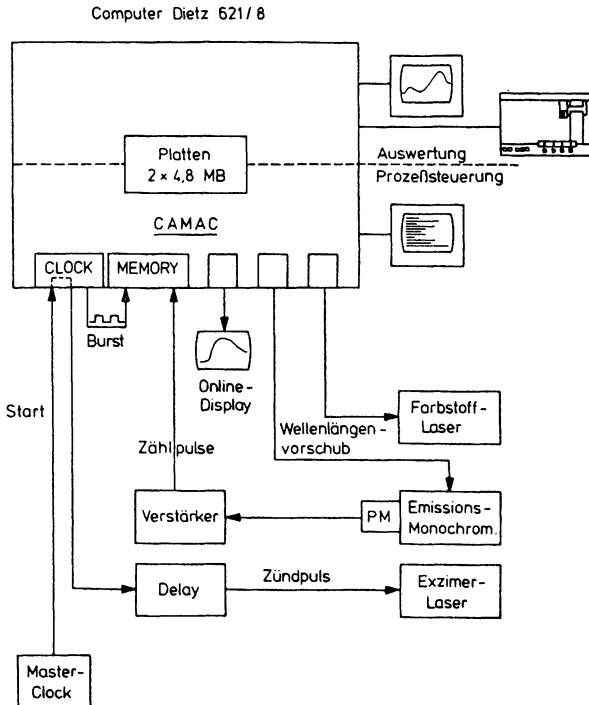 Computer Dietz 621/8
Platten
2 × 4,8 MB
Auswertung
Prozeßsteuerung
CAMAC
CLOCK
MEMORY
Burst
Online-
Display
Start
Zählpulse
Wellenlängen-
vorschub
Farbstoff-
Laser
Verstärker
PM
Emissions-
Monochrom.
Delay
Zündpuls
Exzimer-
Laser
Master-
Clock